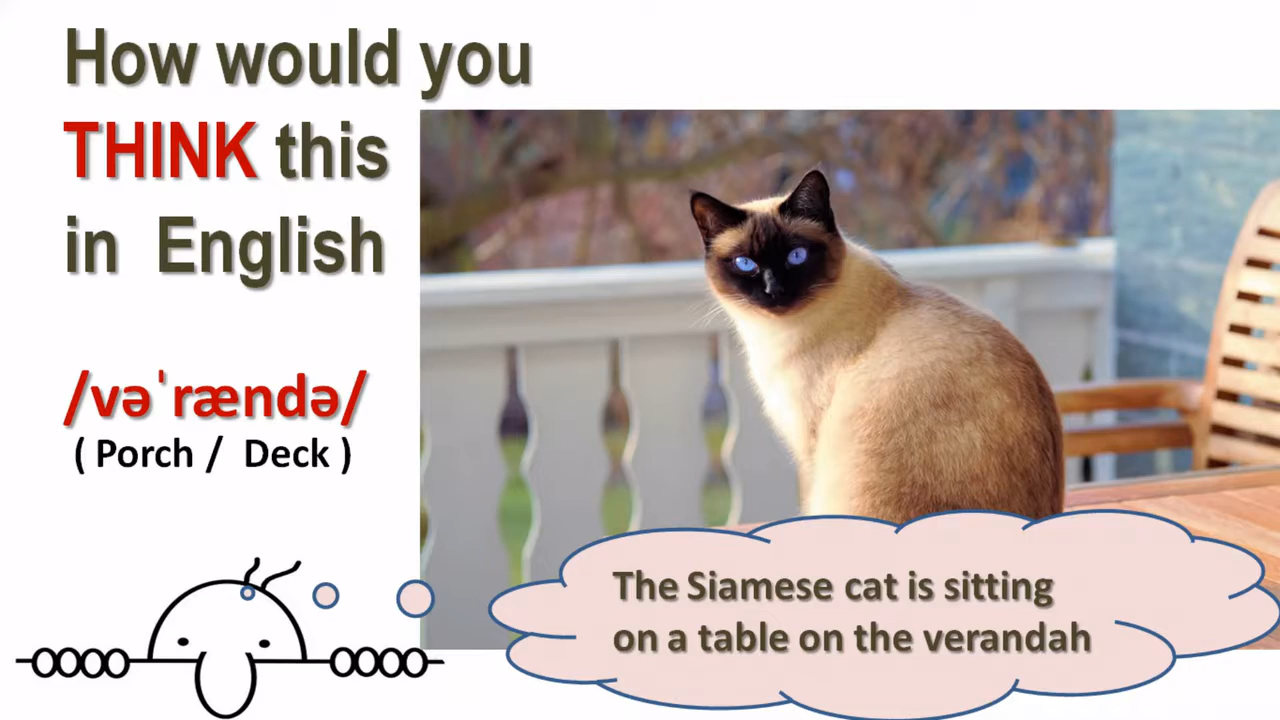 How would you
THINK this
in English
/vəˈrændə/
( Porch / Deck )
The Siamese cat is sitting
on a table on the verandah